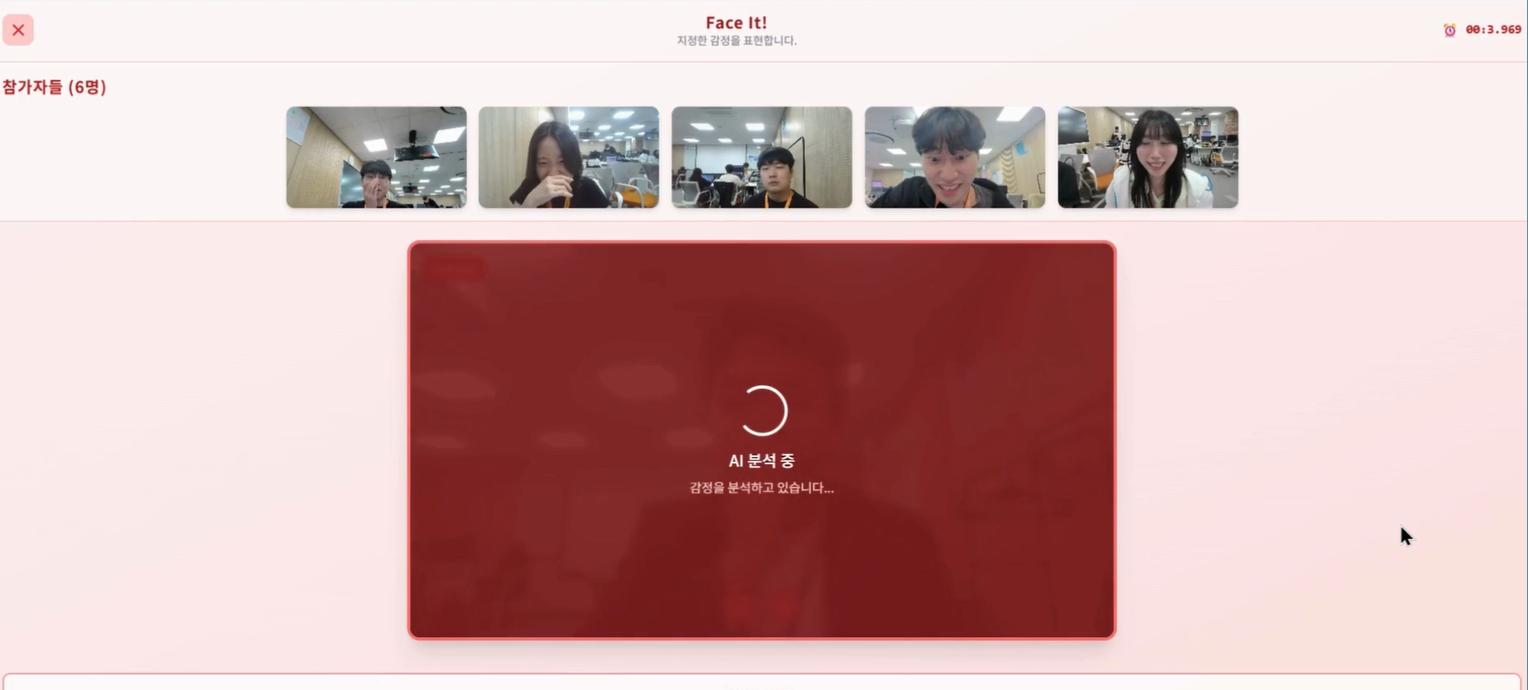 Face It!
지정한 감정을 표현합니다.
00:3.969
참가자들 (6명)
AI 분석 중
감정을 분석하고 있습니다...